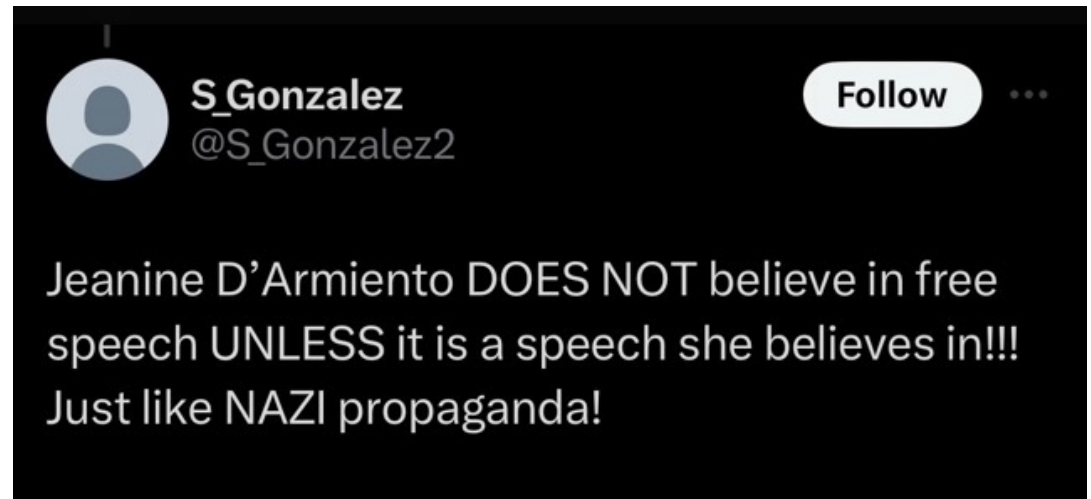 S_Gonzalez
Follow
@S_Gonzalez2
Jeanine D’Armiento DOES NOT believe in free
speech UNLESS it is a speech she believes in!!!
Just like NAZI propaganda!